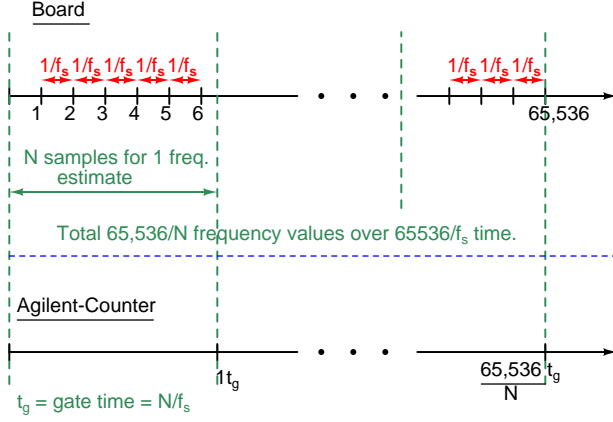 Board
1/fs 1/fs 1/fs 1/fs 1/fs 1/fs 1/fs 1/fs
1 2 3 4 5 6 65,536
N samples for 1 freq.
estimate
Total 65,536/N frequency values over 65536/fs time.
Agilent-Counter
1tg 65,536/N tg
tg = gate time = N/fs